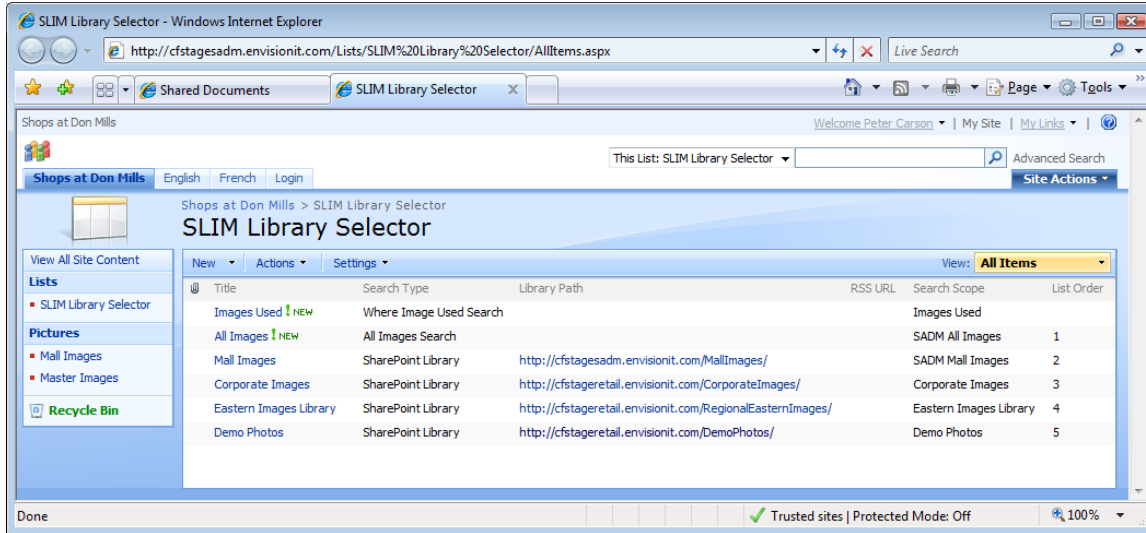 SLIM Library Selector - Windows Internet Explorer
http://cfstagesadm.envisionit.com/Lists/SLIM%20Library%20Selector/AllItems.aspx
Live Search
Shared Documents
SLIM Library Selector
Page
Tools
Shops at Don Mills
Welcome Peter Carson | My Site | My Links |
This List: SLIM Library Selector
Advanced Search
Shops at Don Mills English French Login
Site Actions
Shops at Don Mills > SLIM Library Selector
SLIM Library Selector
View All Site Content
Lists
SLIM Library Selector
Pictures
Mall Images
Master Images
Recycle Bin
New Actions Settings View: All Items
Title Search Type Library Path RSS URL Search Scope List Order
Images Used ! NEW Where Image Used Search Images Used
All Images ! NEW All Images Search SADM All Images 1
Mall Images SharePoint Library http://cfstagesadm.envisionit.com/MallImages/ SADM Mall Images 2
Corporate Images SharePoint Library http://cfstageretail.envisionit.com/CorporateImages/ Corporate Images 3
Eastern Images Library SharePoint Library http://cfstageretail.envisionit.com/RegionalEasternImages/ Eastern Images Library 4
Demo Photos SharePoint Library http://cfstageretail.envisionit.com/DemoPhotos/ Demo Photos 5
Done
Trusted sites | Protected Mode: Off
100%